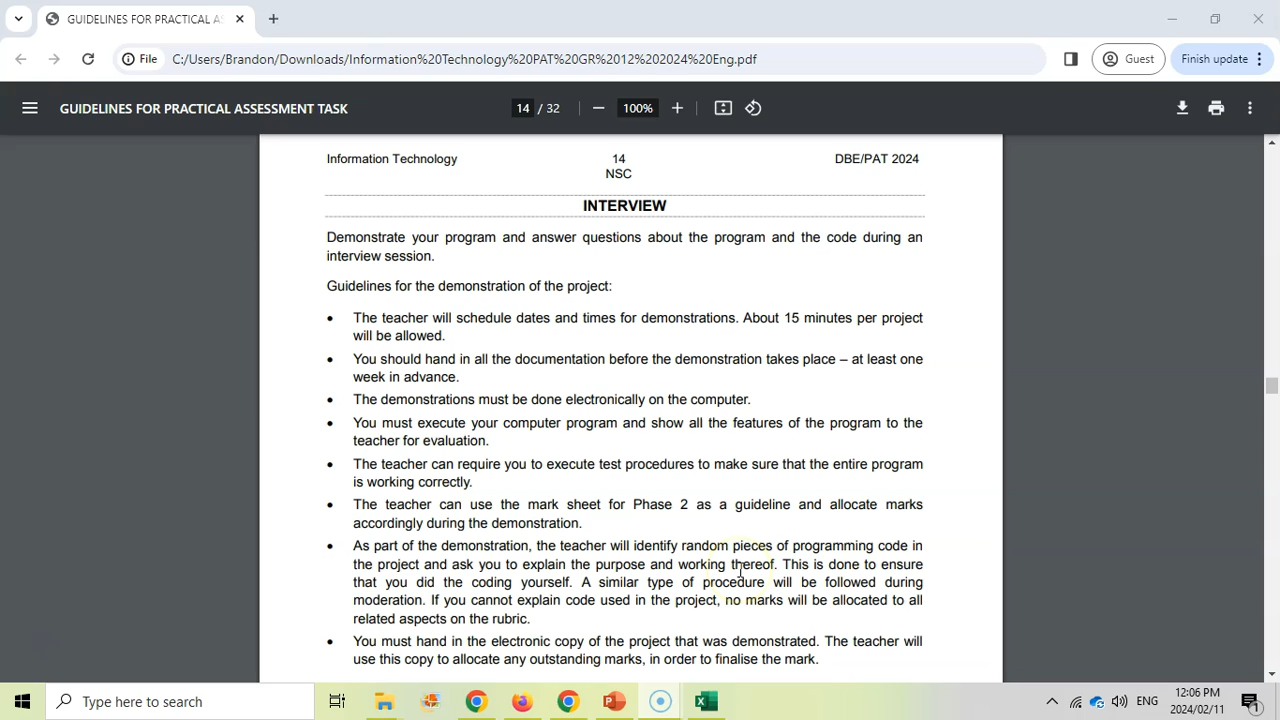 GUIDELINES FOR PRACTICAL AS
Guest
Finish update
File
C:/Users/Brandon/Downloads/Information%20Technology%20PAT%20GR%2012%202024%20Eng.pdf
GUIDELINES FOR PRACTICAL ASSESSMENT TASK
14 / 32
100%
Information Technology
14
DBE/PAT 2024
NSC
INTERVIEW
Demonstrate your program and answer questions about the program and the code during an
interview session.
Guidelines for the demonstration of the project:
• The teacher will schedule dates and times for demonstrations. About 15 minutes per project
will be allowed.
• You should hand in all the documentation before the demonstration takes place – at least one
week in advance.
• The demonstrations must be done electronically on the computer.
• You must execute your computer program and show all the features of the program to the
teacher for evaluation.
• The teacher can require you to execute test procedures to make sure that the entire program
is working correctly.
• The teacher can use the mark sheet for Phase 2 as a guideline and allocate marks
accordingly during the demonstration.
• As part of the demonstration, the teacher will identify random pieces of programming code in
the project and ask you to explain the purpose and working thereof. This is done to ensure
that you did the coding yourself. A similar type of procedure will be followed during
moderation. If you cannot explain code used in the project, no marks will be allocated to all
related aspects on the rubric.
• You must hand in the electronic copy of the project that was demonstrated. The teacher will
use this copy to allocate any outstanding marks, in order to finalise the mark.
Type here to search
ENG
12:06 PM
2024/02/11